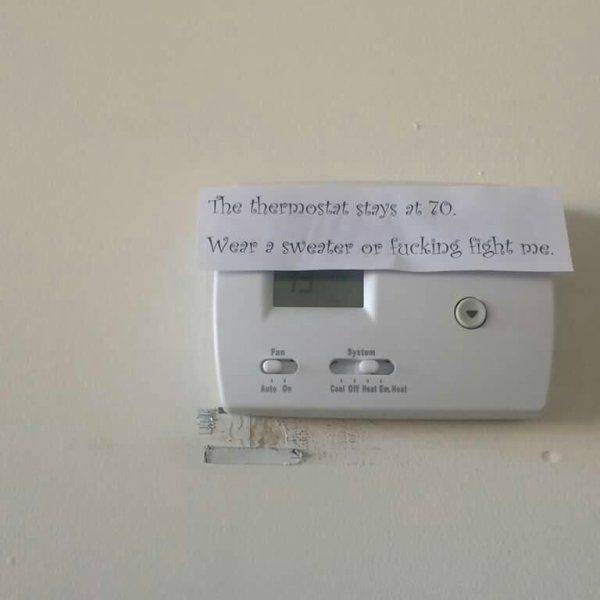 The thermostat stays at 70.
Wear a sweater or fucking fight me.
Fan System
Auto On Cool Off Heat Em. Heat